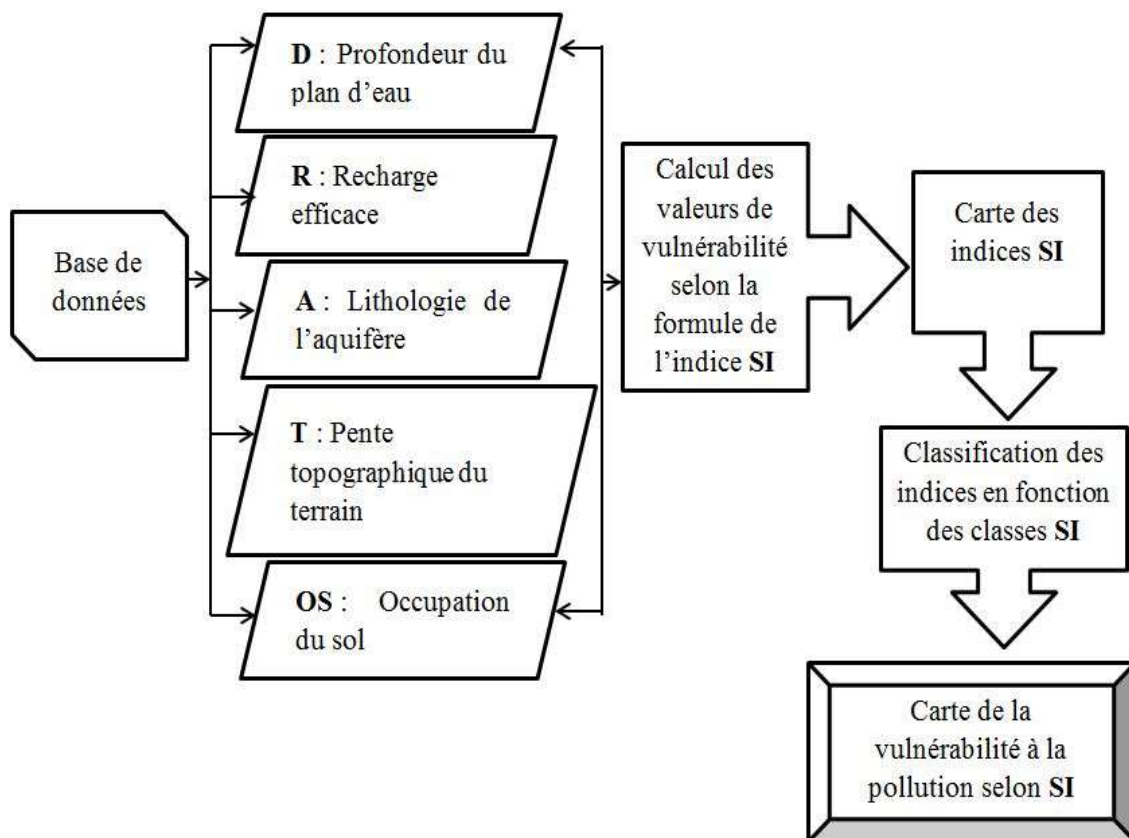 Base de
données
D : Profondeur du
plan d’eau
R : Recharge
efficace
A : Lithologie de
l’aquifère
T : Pente
topographique du
terrain
OS : Occupation
du sol
Calcul des
valeurs de
vulnérabilité
selon la
formule de
l’indice SI
Carte des
indices SI
Classification des
indices en fonction
des classes SI
Carte de la
vulnérabilité à la
pollution selon SI